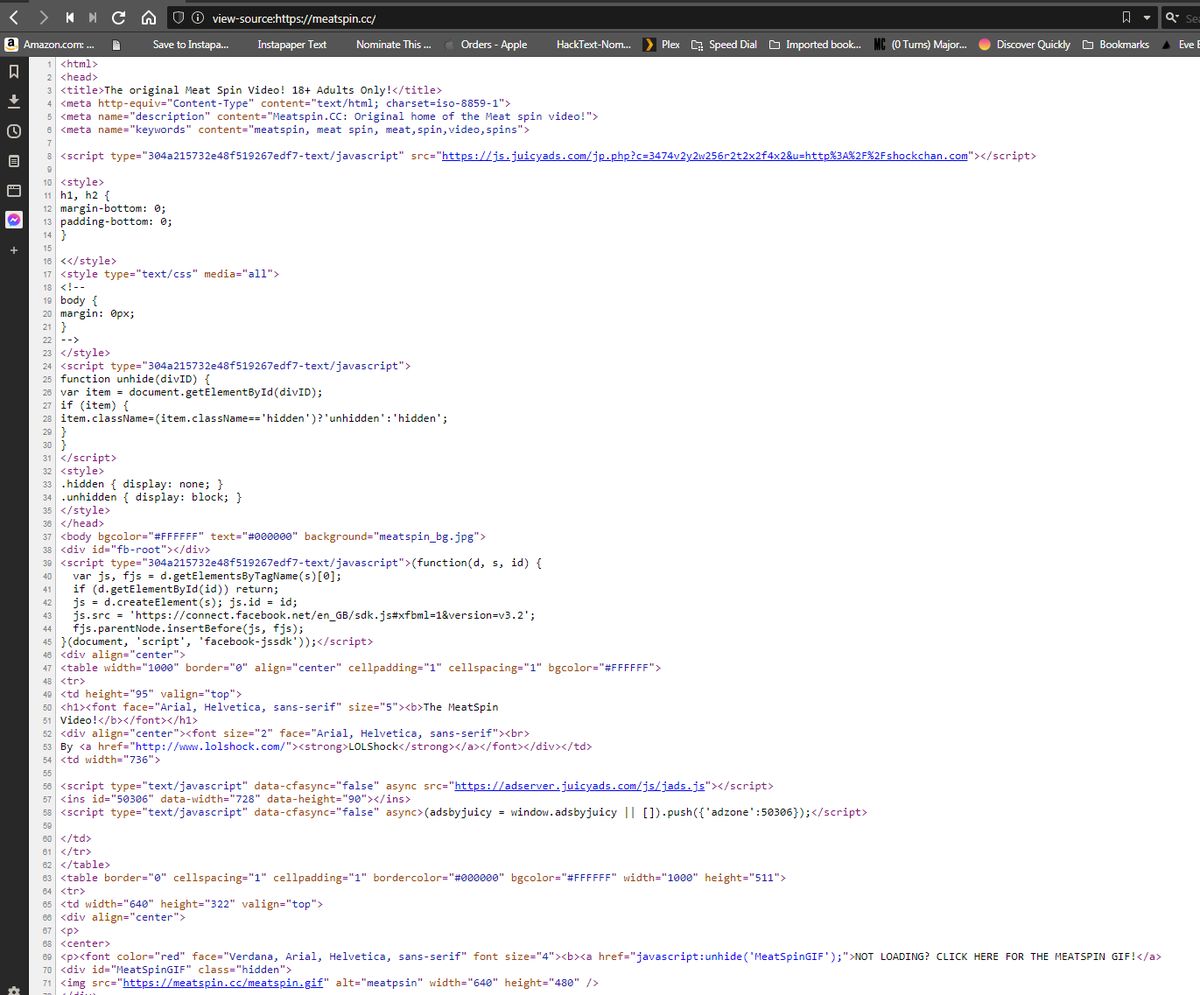 view-source:https://meatspin.cc/
Amazon.com: ... Save to Instapa... Instapaper Text Nominate This ... Orders - Apple HackText-Nom... Plex Speed Dial Imported book... (0 Turns) Major... Discover Quickly Bookmarks Eve E
1 <html>
2 <head>
3 <title>The original Meat Spin Video! 18+ Adults Only!</title>
4 <meta http-equiv="Content-Type" content="text/html; charset=iso-8859-1">
5 <meta name="description" content="Meatspin.CC: Original home of the Meat spin video!">
6 <meta name="keywords" content="meatspin, meat spin, meat,spin,video,spins">
7
8 <script type="304a215732e48f519267edf7-text/javascript" src="https://js.juicyads.com/jp.php?c=3474v2y2w256r2t2x2f4x2&u=http%3A%2F%2Fshockchan.com"></script>
9
10 <style>
11 h1, h2 {
12 margin-bottom: 0;
13 padding-bottom: 0;
14 }
15
16 <</style>
17 <style type="text/css" media="all">
18 <!--
19 body {
20 margin: 0px;
21 }
22 -->
23 </style>
24 <script type="304a215732e48f519267edf7-text/javascript">
25 function unhide(divID) {
26 var item = document.getElementById(divID);
27 if (item) {
28 item.className=(item.className=='hidden')?'unhidden':'hidden';
29 }
30 }
31 </script>
32 <style>
33 .hidden { display: none; }
34 .unhidden { display: block; }
35 </style>
36 </head>
37 <body bgcolor="#FFFFFF" text="#000000" background="meatspin_bg.jpg">
38 <div id="fb-root"></div>
39 <script type="304a215732e48f519267edf7-text/javascript">(function(d, s, id) {
40 var js, fjs = d.getElementsByTagName(s)[0];
41 if (d.getElementById(id)) return;
42 js = d.createElement(s); js.id = id;
43 js.src = 'https://connect.facebook.net/en_GB/sdk.js#xfbml=1&version=v3.2';
44 fjs.parentNode.insertBefore(js, fjs);
45 }(document, 'script', 'facebook-jssdk'));</script>
46 <div align="center">
47 <table width="1000" border="0" align="center" cellpadding="1" cellspacing="1" bgcolor="#FFFFFF">
48 <tr>
49 <td height="95" valign="top">
50 <h1><font face="Arial, Helvetica, sans-serif" size="5"><b>The MeatSpin
51 Video!</b></font></h1>
52 <div align="center"><font size="2" face="Arial, Helvetica, sans-serif"><br>
53 By <a href="http://www.lolshock.com/"><strong>LOLShock</strong></a></font></div></td>
54 <td width="736">
55
56 <script type="text/javascript" data-cfasync="false" async src="https://adserver.juicyads.com/js/jads.js"></script>
57 <ins id="50306" data-width="728" data-height="90"></ins>
58 <script type="text/javascript" data-cfasync="false" async>(adsbyjuicy = window.adsbyjuicy || []).push({'adzone':50306});</script>
59
60 </td>
61 </tr>
62 </table>
63 <table border="0" cellspacing="1" cellpadding="1" bordercolor="#000000" bgcolor="#FFFFFF" width="1000" height="511">
64 <tr>
65 <td width="640" height="322" valign="top">
66 <div align="center">
67 <p>
68 <center>
69 <p><font color="red" face="Verdana, Arial, Helvetica, sans-serif" font size="4"><b><a href="javascript:unhide('MeatSpinGIF');">NOT LOADING? CLICK HERE FOR THE MEATSPIN GIF!</a>
70 <div id="MeatSpinGIF" class="hidden">
71 <img src="https://meatspin.cc/meatspin.gif" alt="meatpsin" width="640" height="480" />